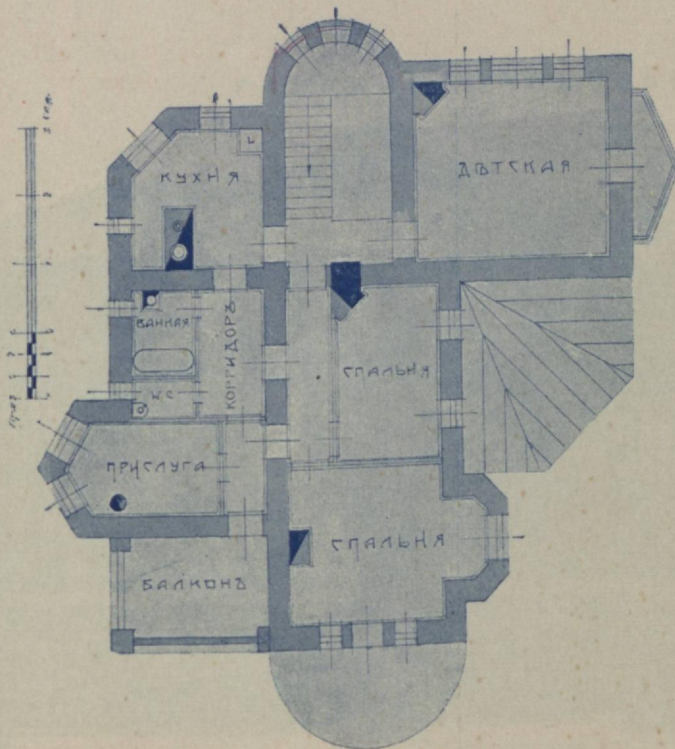 КУХНЯ
ДѢТСКАЯ
ВАННАЯ
КОРРИДОРЪ
СПАЛЬНЯ
W C
ПРИСЛУГА
СПАЛЬНЯ
БАЛКОНЪ